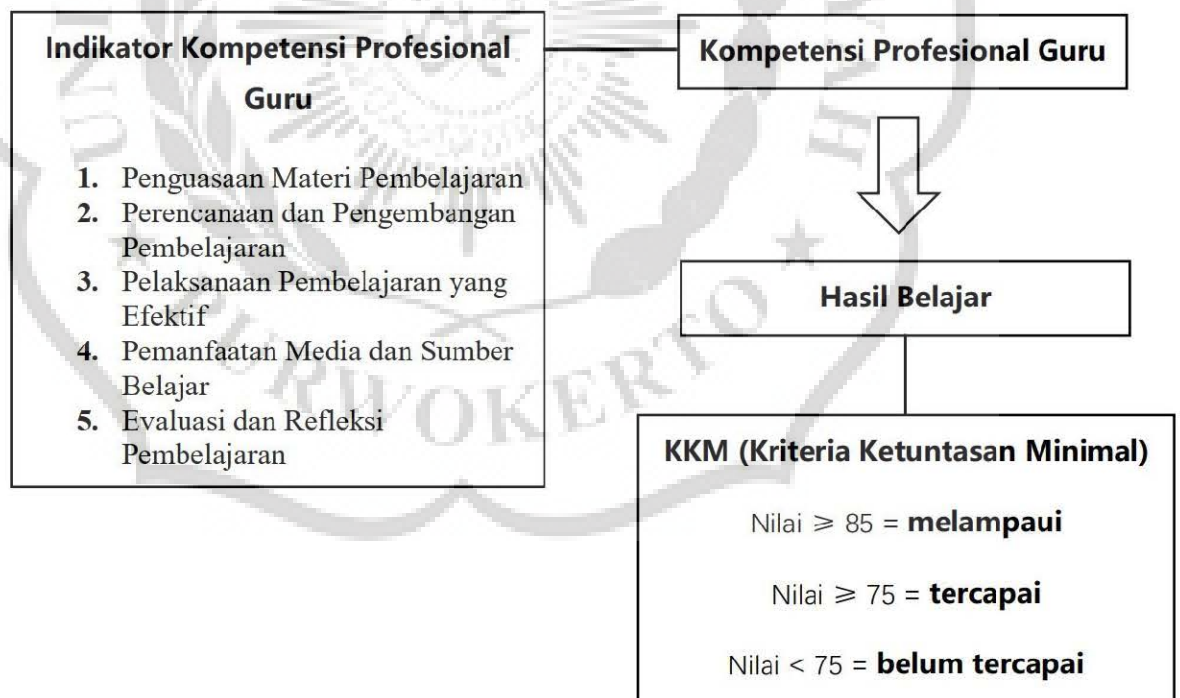 Indikator Kompetensi Profesional
Guru
1. Penguasaan Materi Pembelajaran
2. Perencanaan dan Pengembangan
Pembelajaran
3. Pelaksanaan Pembelajaran yang
Efektif
4. Pemanfaatan Media dan Sumber
Belajar
5. Evaluasi dan Refleksi
Pembelajaran
Kompetensi Profesional Guru
Hasil Belajar
KKM (Kriteria Ketuntasan Minimal)
Nilai ⩾ 85 = melampaui
Nilai ⩾ 75 = tercapai
Nilai < 75 = belum tercapai
PURWOKERTO